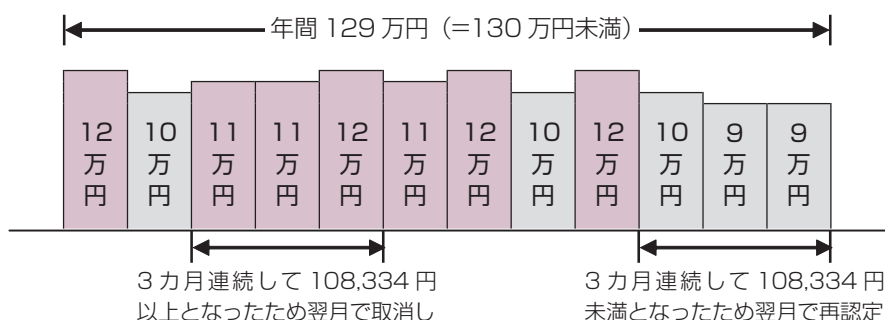 年間 129 万円（=130 万円未満）
12万円
10万円
11万円
11万円
12万円
11万円
12万円
10万円
12万円
10万円
9万円
9万円
3 カ月連続して 108,334 円
以上となったため翌月で取消し
3 カ月連続して 108,334 円
未満となったため翌月で再認定